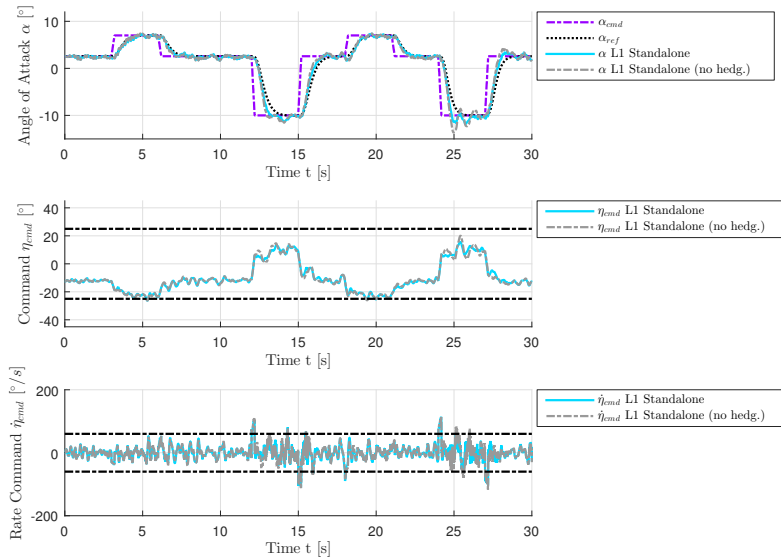 Angle of Attack α [°]
10
0
-10
0 5 10 15 20 25 30
Time t [s]
α_cmd
α_ref
α L1 Standalone
α L1 Standalone (no hedg.)
Command η_cmd [°]
40
20
0
-20
-40
0 5 10 15 20 25 30
Time t [s]
η_cmd L1 Standalone
η_cmd L1 Standalone (no hedg.)
Rate Command η̇_cmd [°/s]
200
0
-200
0 5 10 15 20 25 30
Time t [s]
η̇_cmd L1 Standalone
η̇_cmd L1 Standalone (no hedg.)